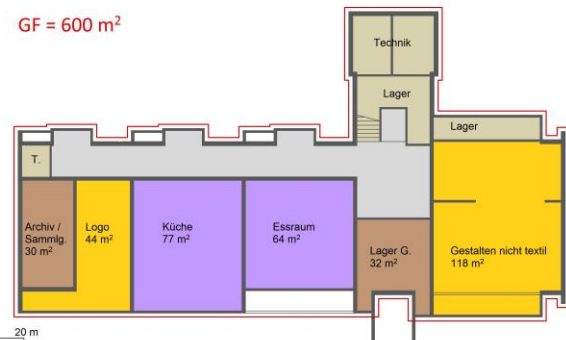 GF = 600 m²
Technik
Lager
Lager
T.
Archiv /
Sammlg.
30 m²
Logo
44 m²
Küche
77 m²
Essraum
64 m²
Lager G.
32 m²
Gestalten nicht textil
118 m²
20 m